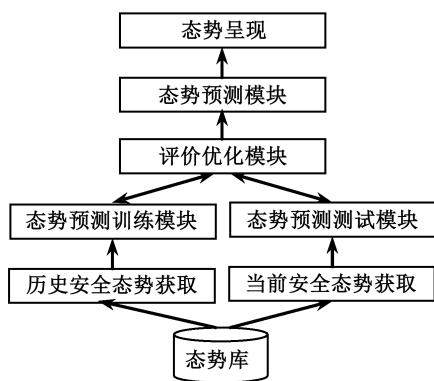 态势呈现
态势预测模块
评价优化模块
态势预测训练模块
态势预测测试模块
历史安全态势获取
当前安全态势获取
态势库